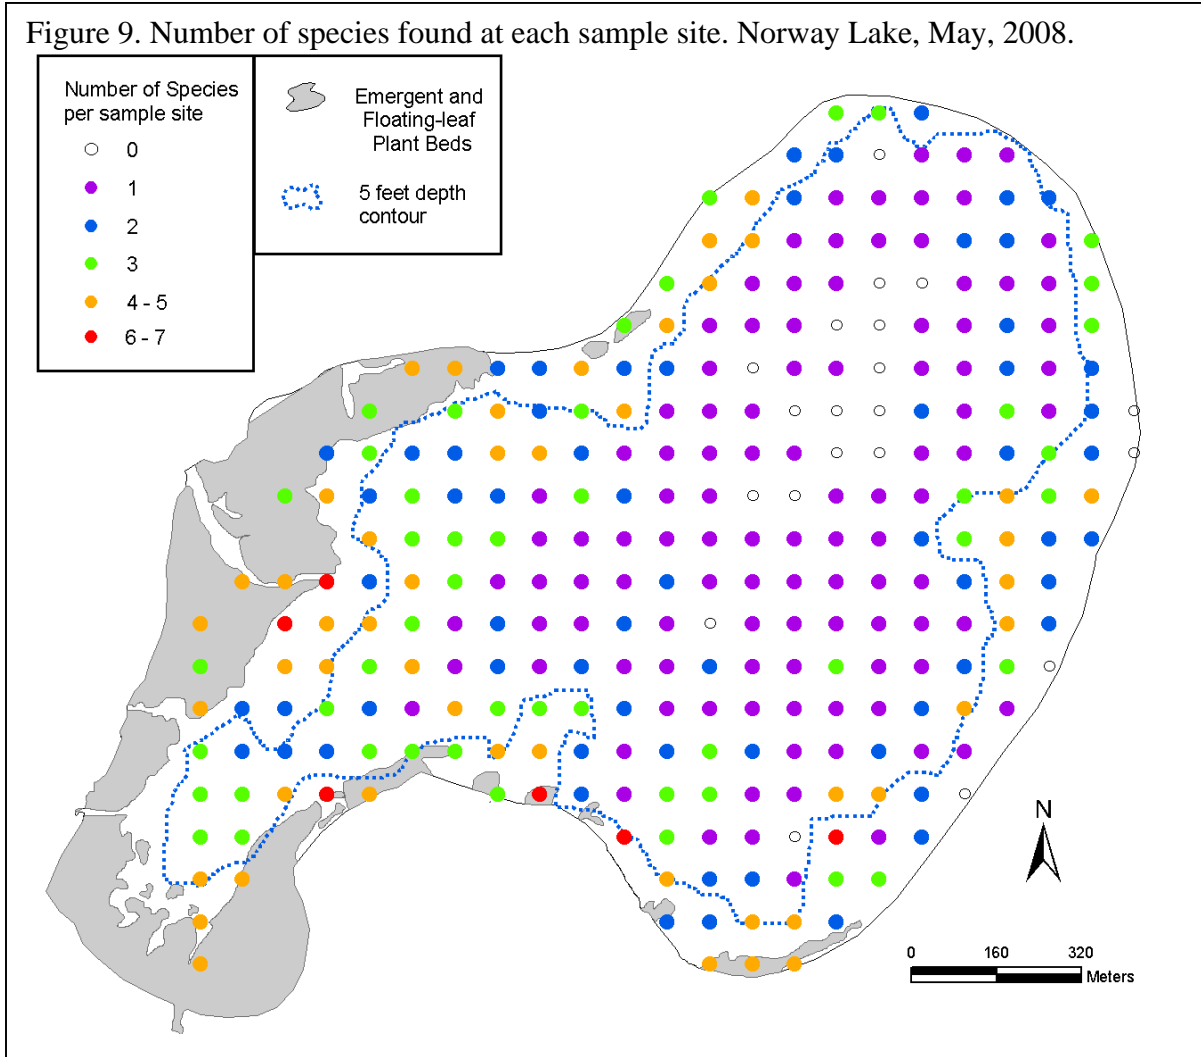 Figure 9. Number of species found at each sample site. Norway Lake, May, 2008.
Number of Species
per sample site
0
1
2
3
4 - 5
6 - 7
Emergent and
Floating-leaf
Plant Beds
5 feet depth
contour
N
0 160 320
Meters